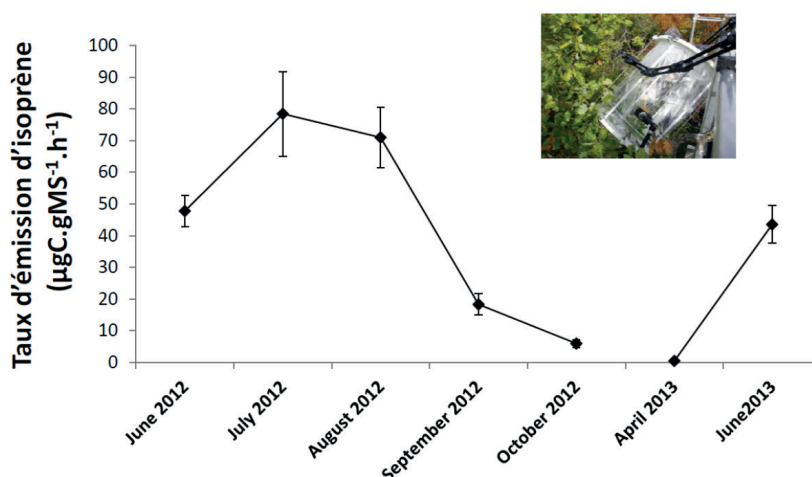 Taux d'émission d'isoprène
(µgC.gMS⁻¹.h⁻¹)
100
90
80
70
60
50
40
30
20
10
0
June 2012
July 2012
August 2012
September 2012
October 2012
April 2013
June2013